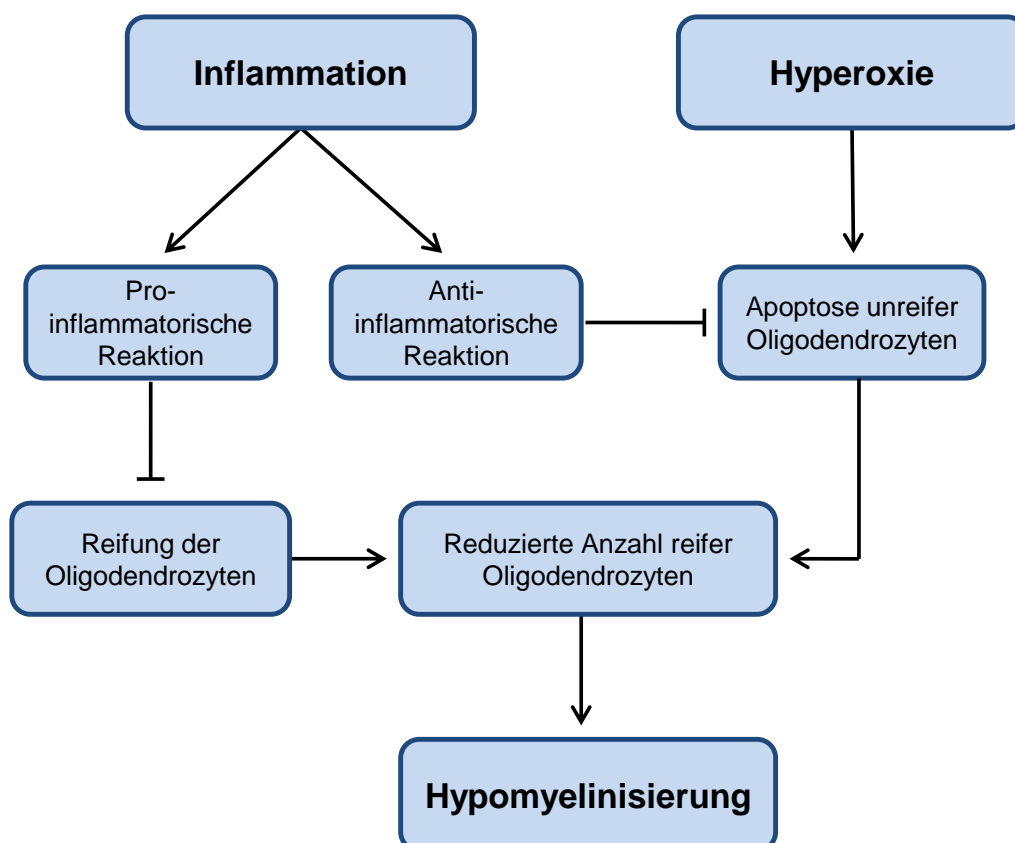 Inflammation
Hyperoxie
Pro-
inflammatorische
Reaktion
Anti-
inflammatorische
Reaktion
Apoptose unreifer
Oligodendrozyten
Reifung der
Oligodendrozyten
Reduzierte Anzahl reifer
Oligodendrozyten
Hypomyelinisierung